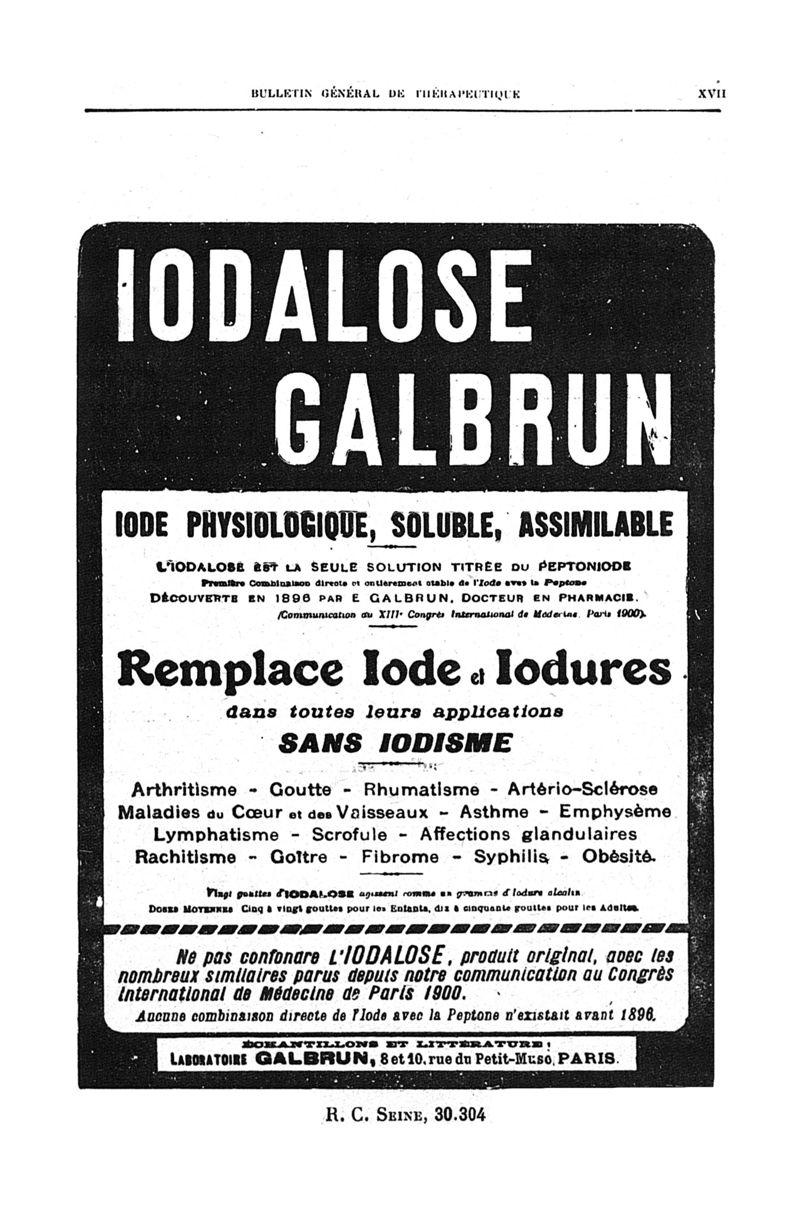 BULLETIN GÉNÉRAL DE THÉRAPEUTIQUE XVII
IODALOSE
GALBRUN
IODE PHYSIOLOGIQUE, SOLUBLE, ASSIMILABLE
L'IODALOSE EST LA SEULE SOLUTION TITRÉE DU PEPTONIODE
Première Combinaison directe et entièrement stable de l'Iode avec la Peptone
DÉCOUVERTE EN 1896 PAR E GALBRUN, DOCTEUR EN PHARMACIE.
(Communication au XIIIᵉ Congrès International de Médecine. Paris 1900).
Remplace Iode et Iodures
dans toutes leurs applications
SANS IODISME
Arthritisme - Goutte - Rhumatisme - Artério-Sclérose
Maladies du Cœur et des Vaisseaux - Asthme - Emphysème
Lymphatisme - Scrofule - Affections glandulaires
Rachitisme - Goître - Fibrome - Syphilis - Obésité.
Vingt gouttes d'IODALOSE agissent comme un gramme d'Iodure alcalin
DOSES MOYENNES Cinq à vingt gouttes pour les Enfants, dix à cinquante gouttes pour les Adultes.
Ne pas confondre L'IODALOSE, produit original, avec les
nombreux similaires parus depuis notre communication au Congrès
International de Médecine de Paris 1900.
Aucune combinaison directe de l'Iode avec la Peptone n'existait avant 1896.
ÉCHANTILLONS ET LITTÉRATURE :
LABORATOIRE GALBRUN, 8 et 10, rue du Petit-Musc, PARIS.
R. C. SEINE, 30.304